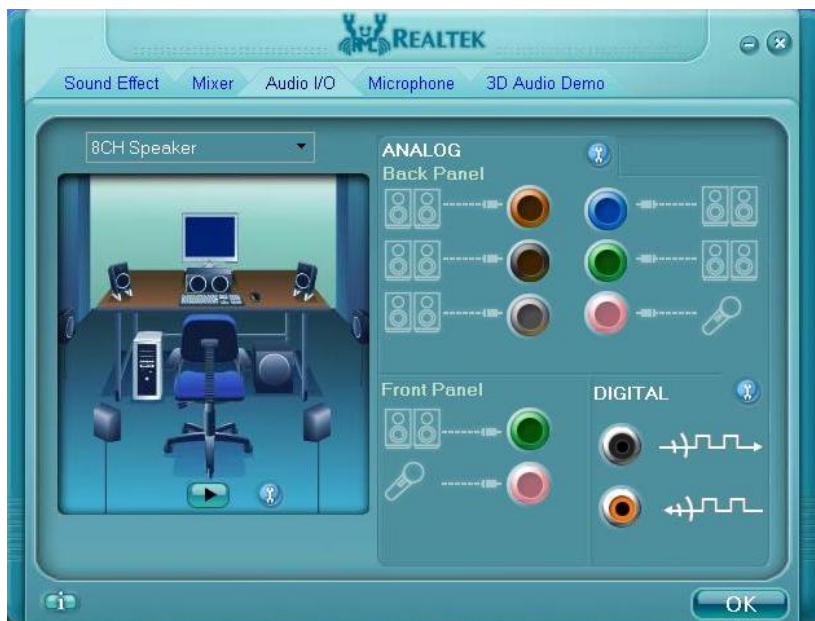 REALTEK
Sound Effect Mixer Audio I/O Microphone 3D Audio Demo
8CH Speaker
ANALOG
Back Panel
Front Panel
DIGITAL
OK